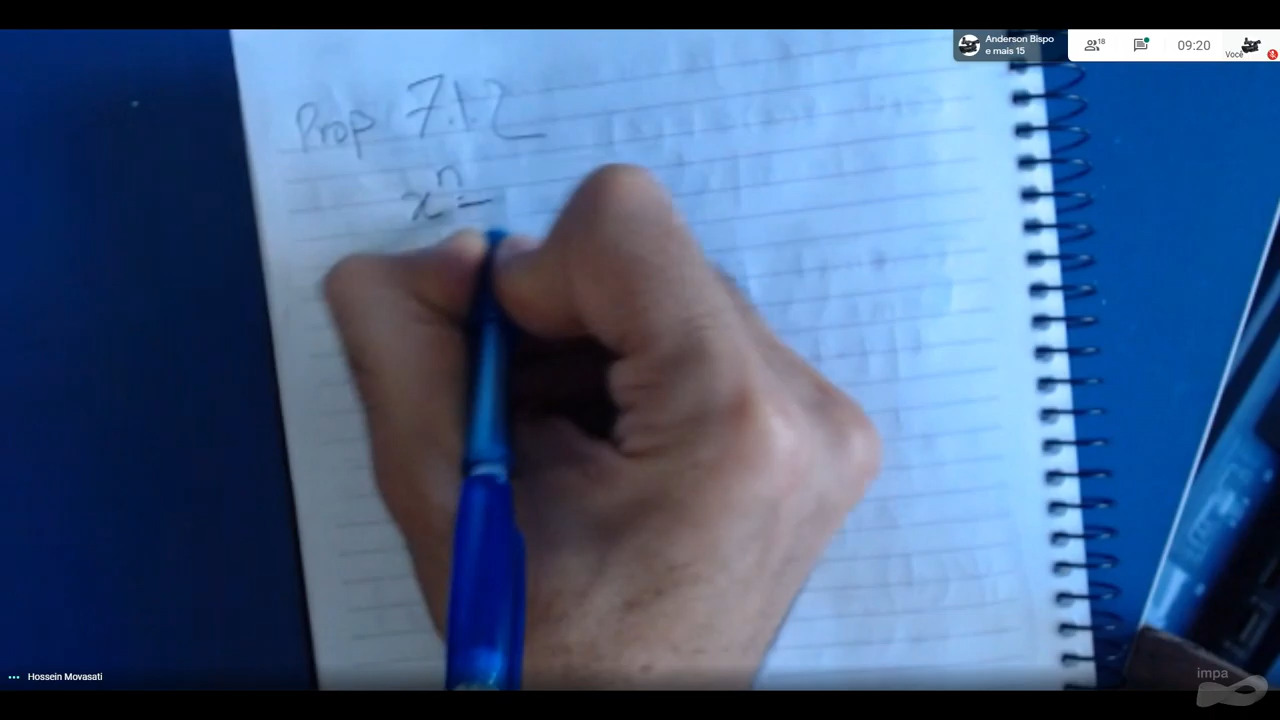 Anderson Bispo
e mais 15
18
09:20
Você
Prop 7.1.2
xⁿ=
Hossein Movasati
impa